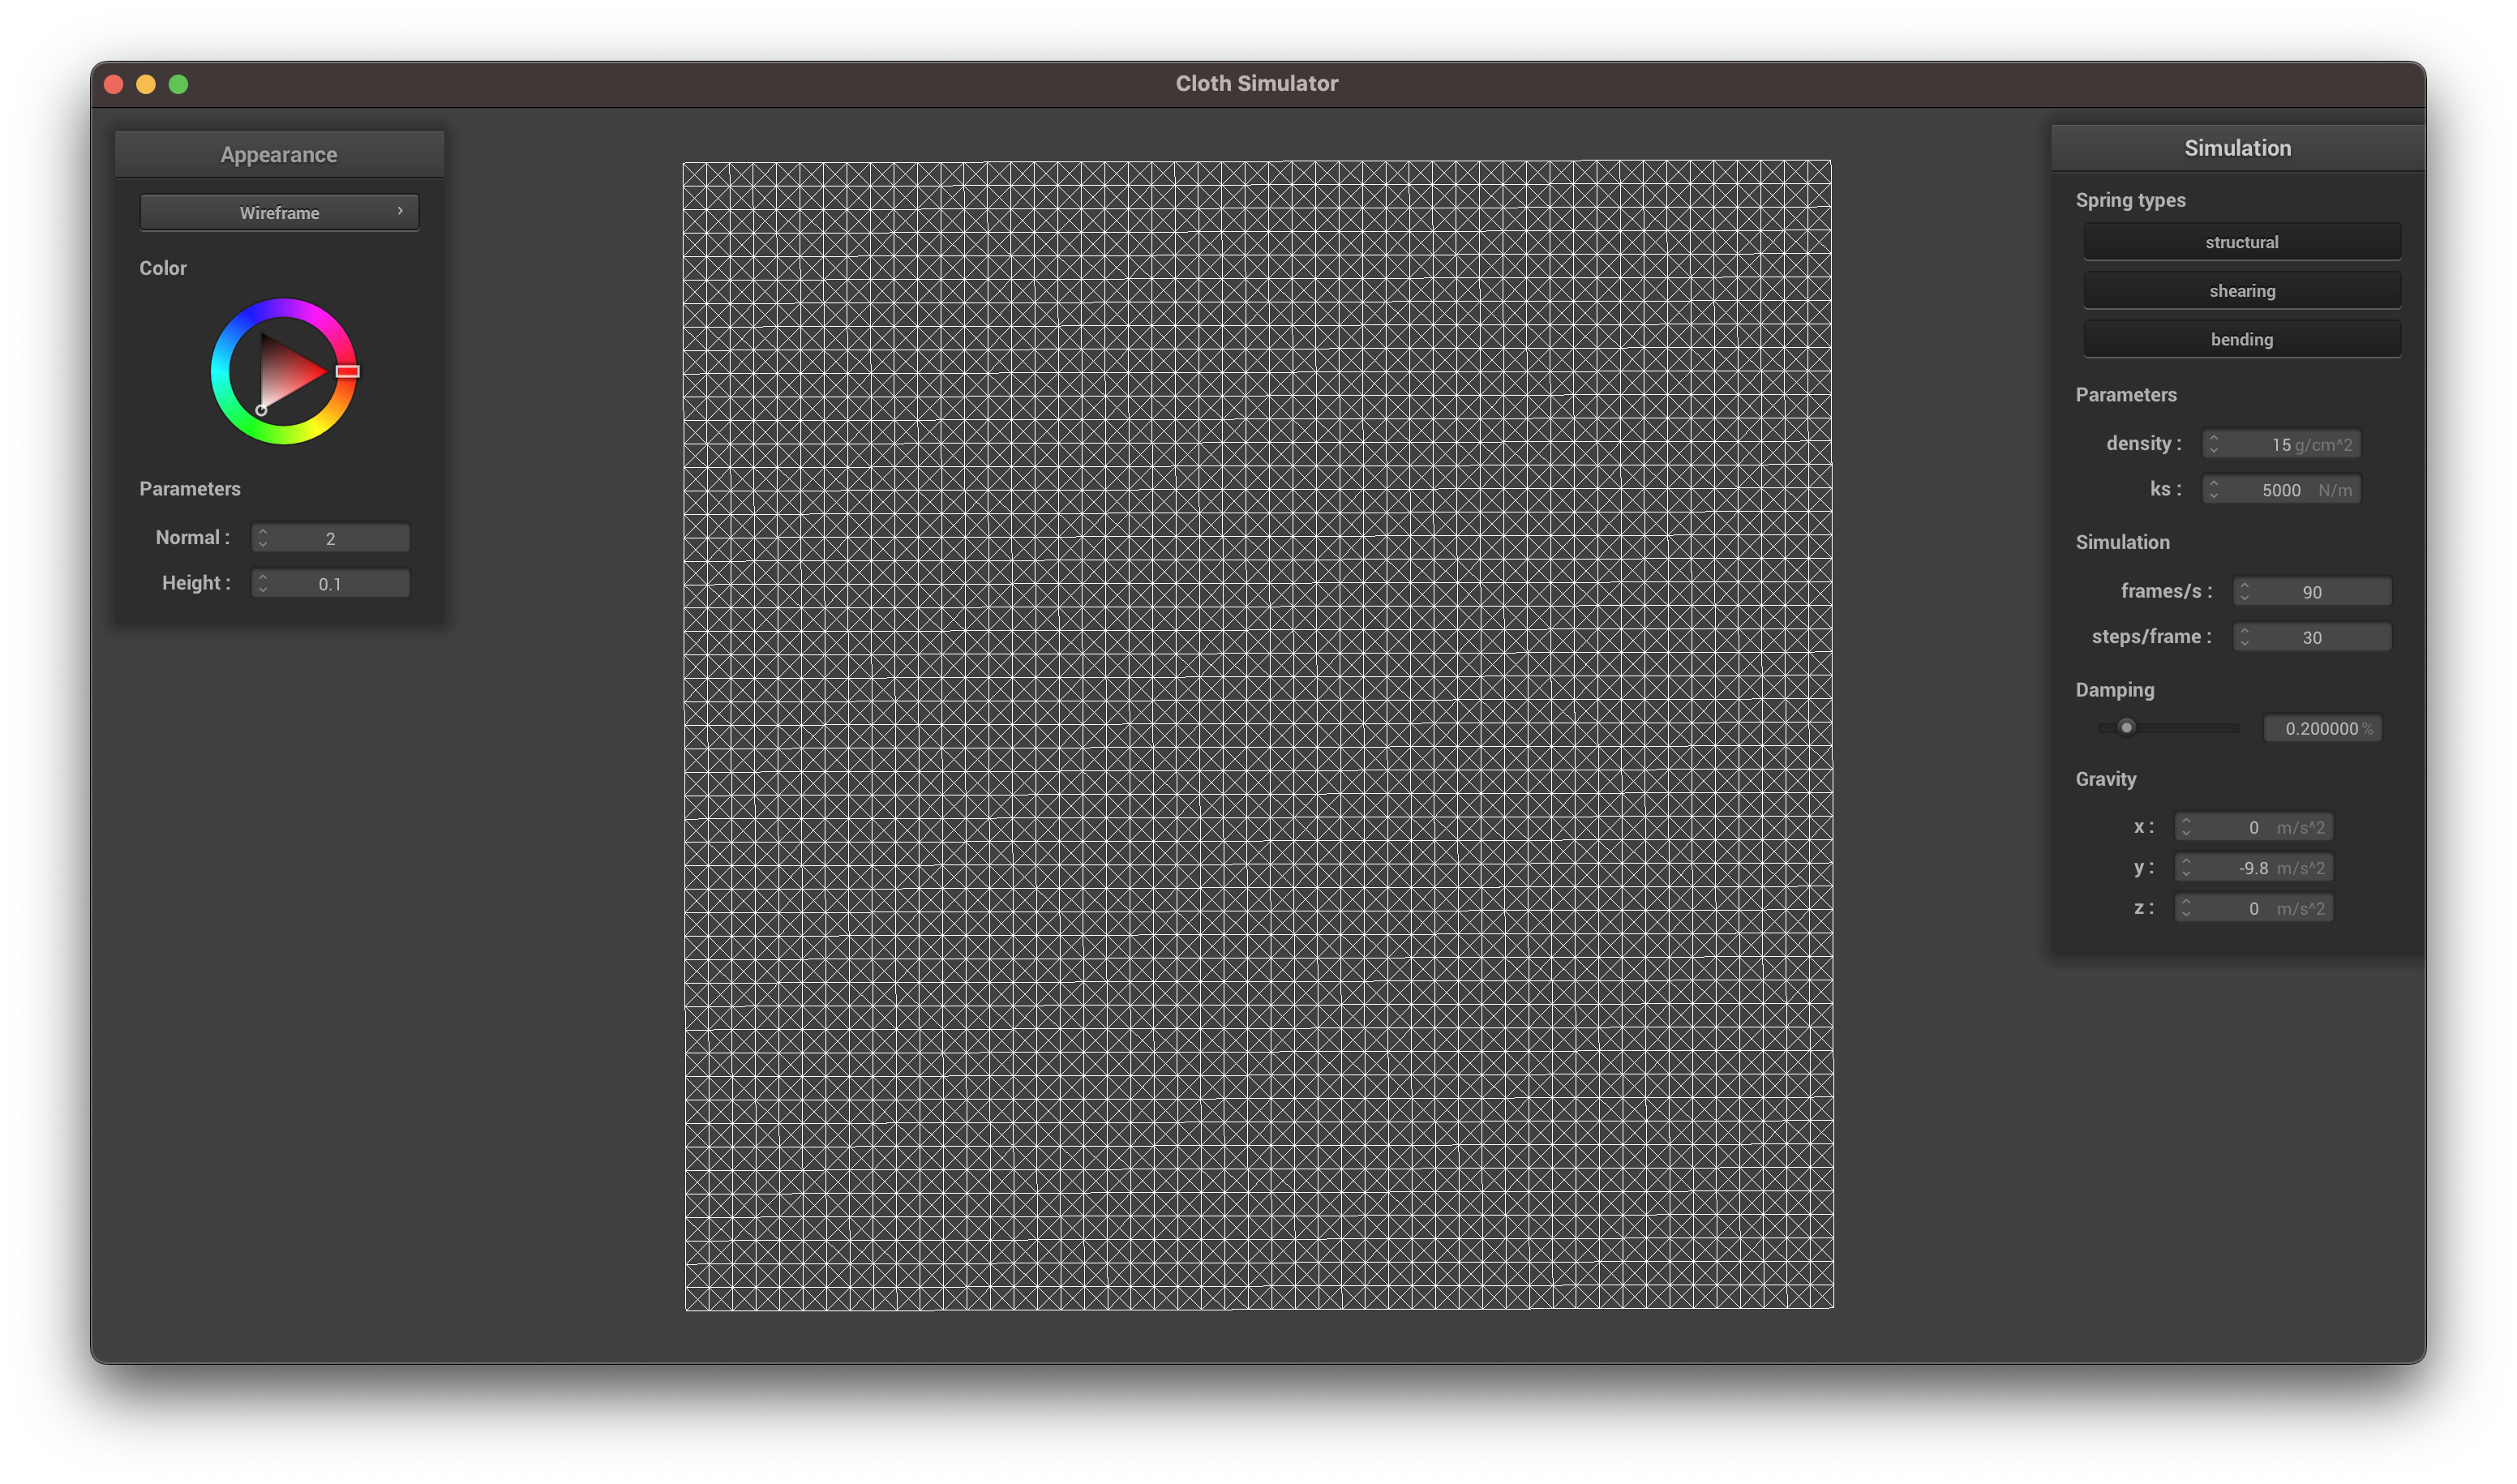 Cloth Simulator
Appearance
Wireframe
Color
Parameters
Normal : 2
Height : 0.1
Simulation
Spring types
structural
shearing
bending
Parameters
density : 15 g/cm^2
ks : 5000 N/m
Simulation
frames/s : 90
steps/frame : 30
Damping
0.200000 %
Gravity
x : 0 m/s^2
y : -9.8 m/s^2
z : 0 m/s^2